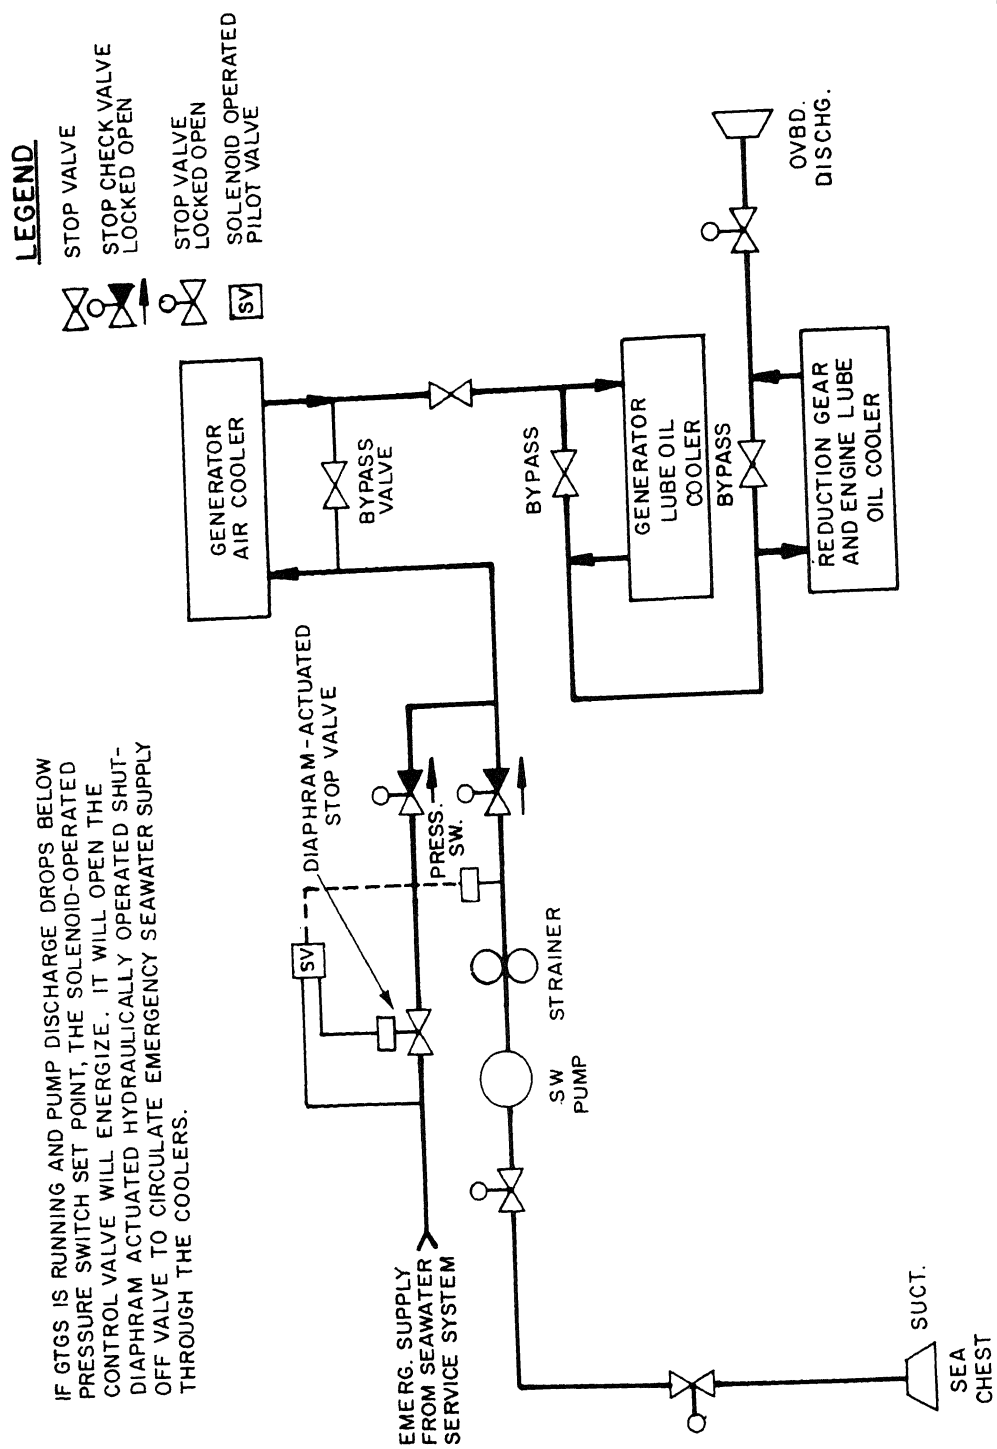 IF GTGS IS RUNNING AND PUMP DISCHARGE DROPS BELOW
PRESSURE SWITCH SET POINT, THE SOLENOID-OPERATED
CONTROL VALVE WILL ENERGIZE. IT WILL OPEN THE
DIAPHRAM ACTUATED HYDRAULICALLY OPERATED SHUT-
OFF VALVE TO CIRCULATE EMERGENCY SEAWATER SUPPLY
THROUGH THE COOLERS.
LEGEND
STOP VALVE
STOP CHECK VALVE
LOCKED OPEN
STOP VALVE
LOCKED OPEN
SV
SOLENOID OPERATED
PILOT VALVE
GENERATOR
AIR COOLER
BYPASS
VALVE
DIAPHRAM-ACTUATED
STOP VALVE
SV
PRESS.
SW.
EMERG. SUPPLY
FROM SEAWATER
SERVICE SYSTEM
SW
PUMP
STRAINER
BYPASS
GENERATOR
LUBE OIL
COOLER
BYPASS
REDUCTION GEAR
AND ENGINE LUBE
OIL COOLER
OVBD.
DISCHG.
SUCT.
SEA
CHEST